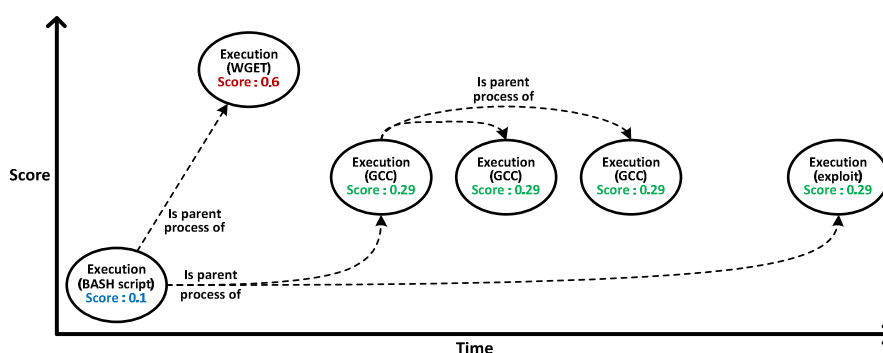 Execution
(WGET)
Score : 0.6
Is parent
process of
Score
Execution
(GCC)
Score : 0.29
Execution
(GCC)
Score : 0.29
Execution
(GCC)
Score : 0.29
Execution
(exploit)
Score : 0.29
Is parent
process of
Execution
(BASH script)
Score : 0.1
Is parent
process of
Time